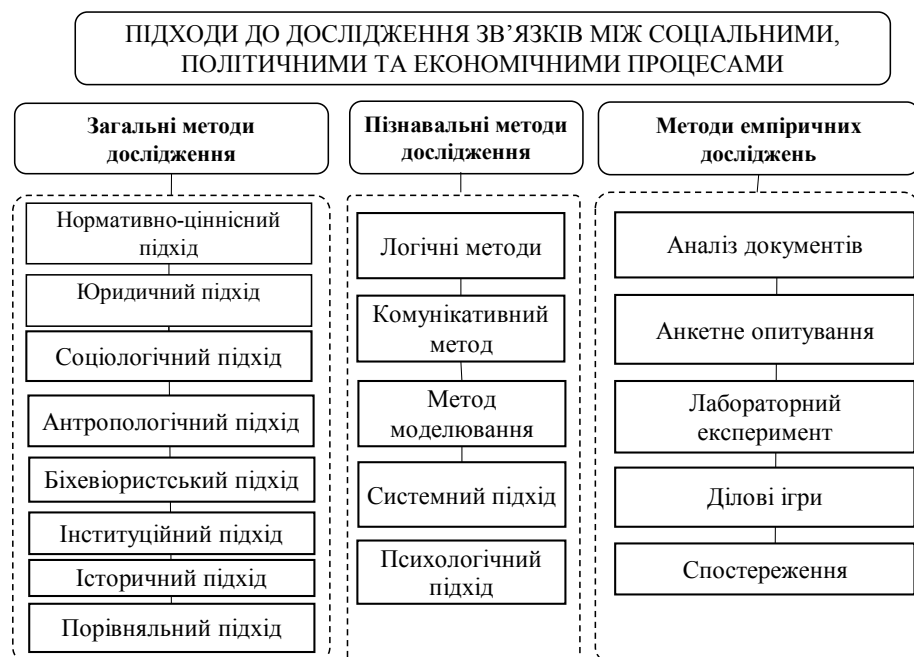 ПІДХОДИ ДО ДОСЛІДЖЕННЯ ЗВ’ЯЗКІВ МІЖ СОЦІАЛЬНИМИ,
ПОЛІТИЧНИМИ ТА ЕКОНОМІЧНИМИ ПРОЦЕСАМИ
Загальні методи
дослідження
Нормативно-ціннісний
підхід
Юридичний підхід
Соціологічний підхід
Антропологічний підхід
Біхевіористський підхід
Інституційний підхід
Історичний підхід
Порівняльний підхід
Пізнавальні методи
дослідження
Логічні методи
Комунікативний
метод
Метод
моделювання
Системний підхід
Психологічний
підхід
Методи емпіричних
досліджень
Аналіз документів
Анкетне опитування
Лабораторний
експеримент
Ділові ігри
Спостереження